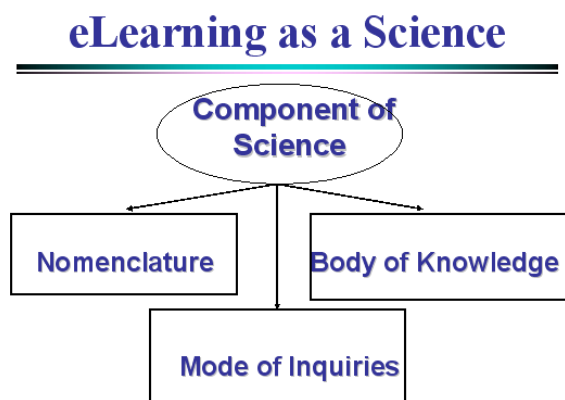 eLearning as a Science
Component of
Science
Nomenclature
Body of Knowledge
Mode of Inquiries